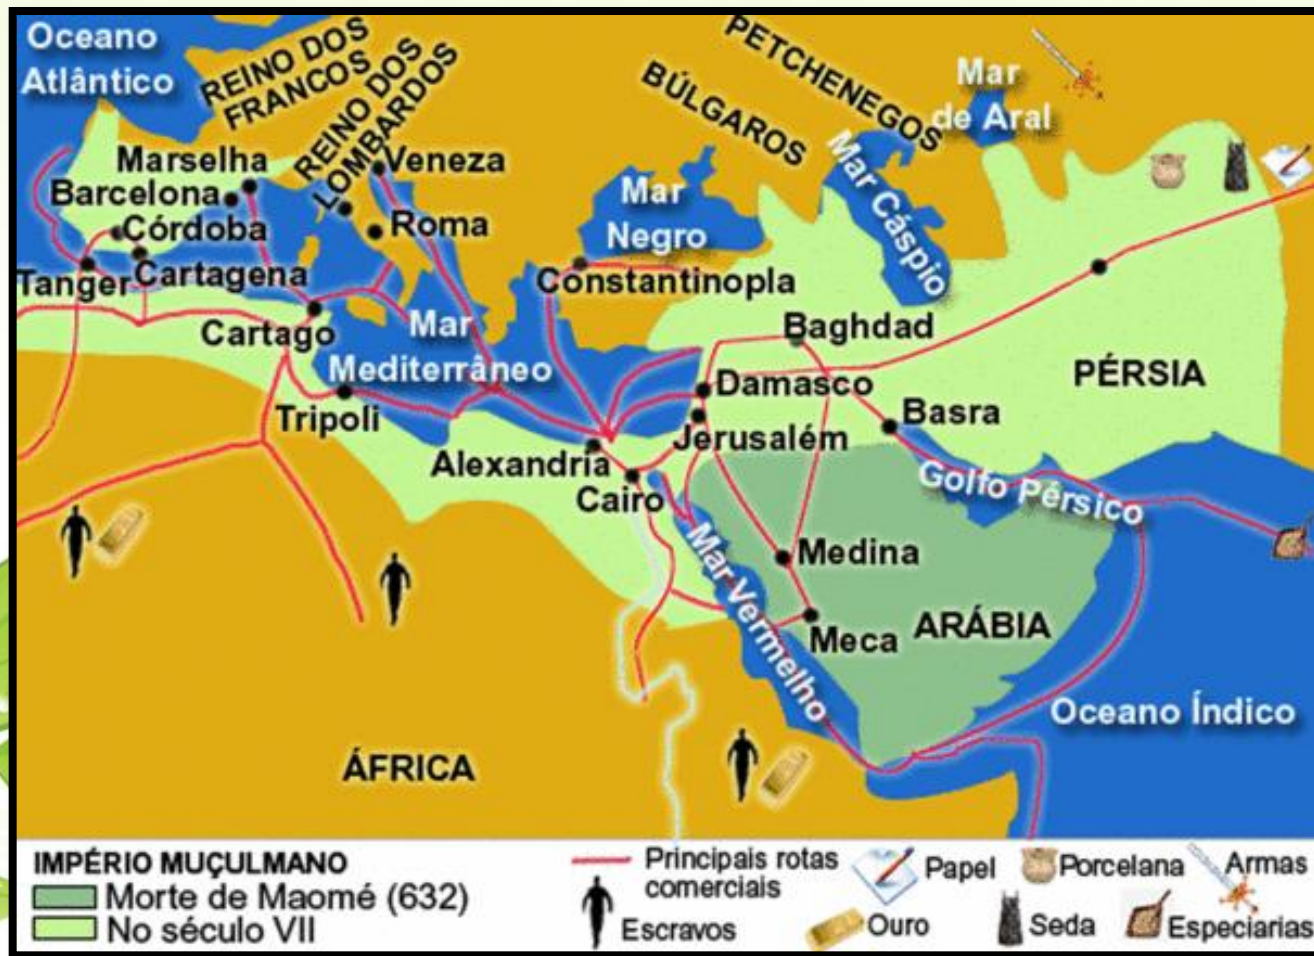 Oceano
Atlântico
REINO DOS
FRANCOS
REINO DOS
LOMBARDOS
PETCHENEGOS
BÚLGAROS
Mar
de Aral
Marselha
Veneza
Barcelona
Mar
Negro
Mar Cáspio
Córdoba
Roma
Tanger
Cartagena
Constantinopla
Cartago
Mar
Mediterrâneo
Baghdad
PÉRSIA
Damasco
Tripoli
Basra
Jerusalém
Alexandria
Cairo
Golfo Pérsico
Medina
Mar Vermelho
Meca
ARÁBIA
Oceano Índico
ÁFRICA
IMPÉRIO MUÇULMANO
Morte de Maomé (632)
No século VII
Principais rotas
comerciais
Escravos
Papel
Ouro
Porcelana
Seda
Armas
Especiarias